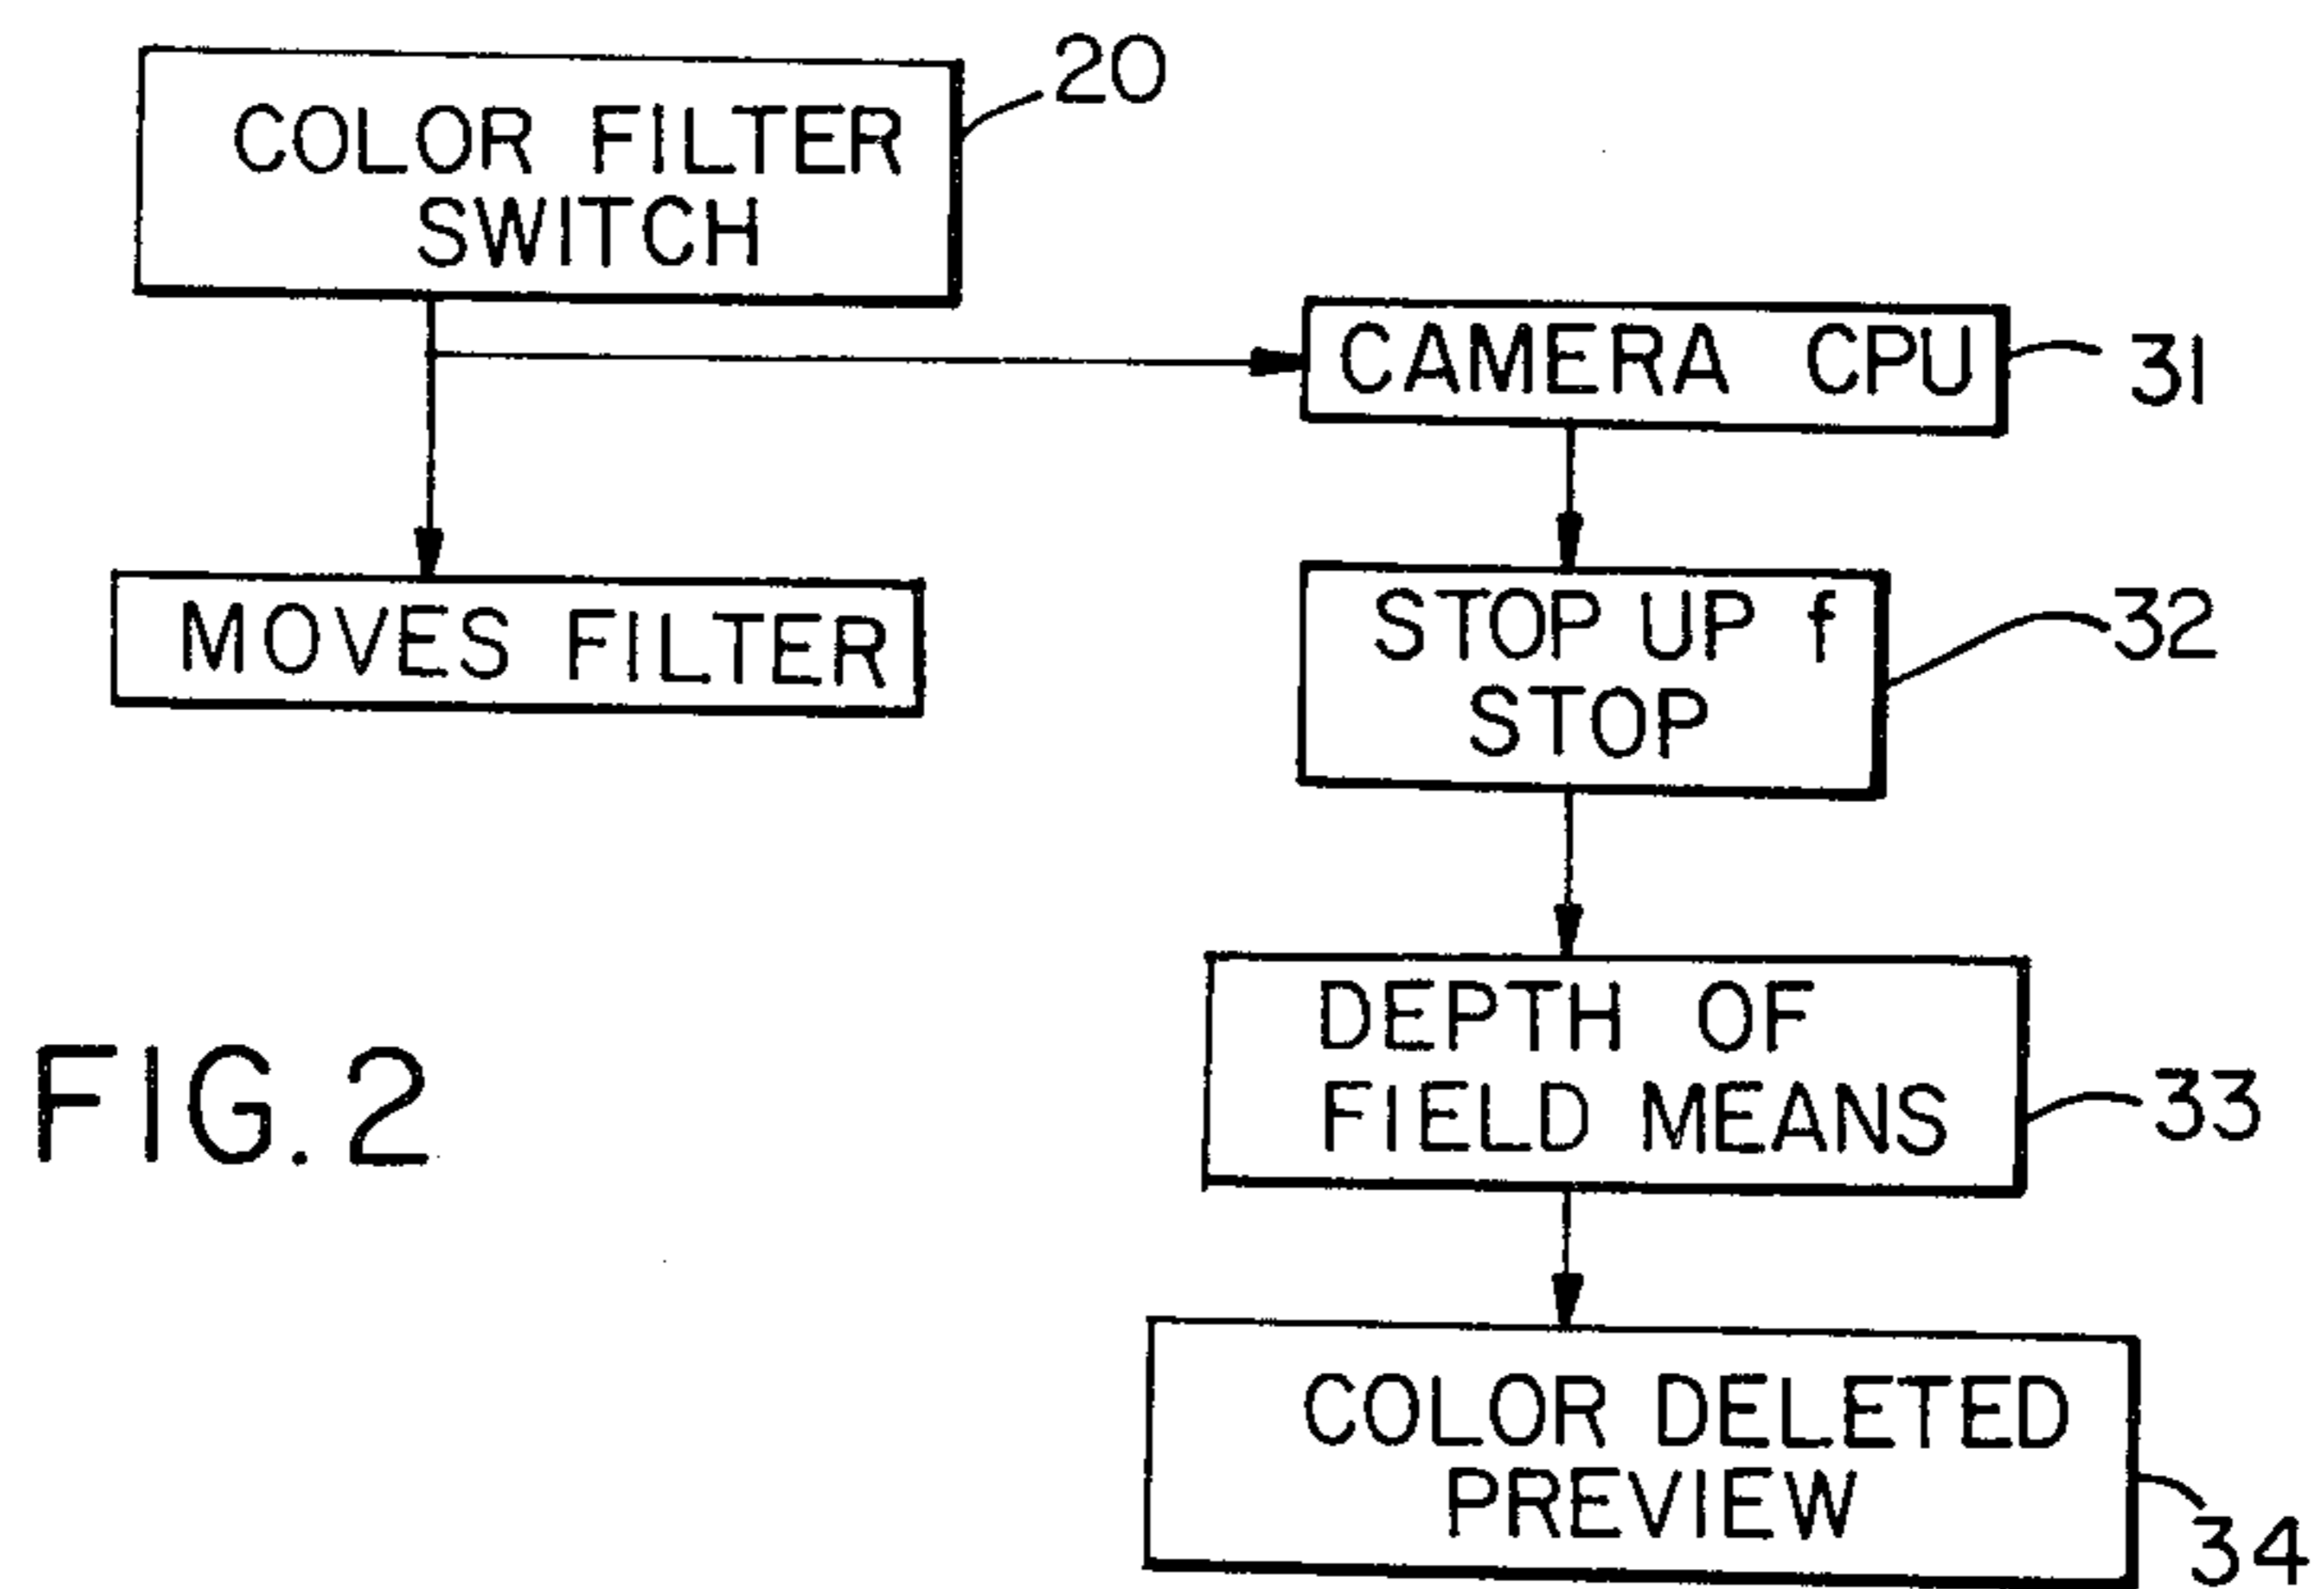 COLOR FILTER
SWITCH
20
CAMERA CPU
31
MOVES FILTER
STOP UP f
STOP
32
DEPTH OF
FIELD MEANS
33
FIG. 2
COLOR DELETED
PREVIEW
34